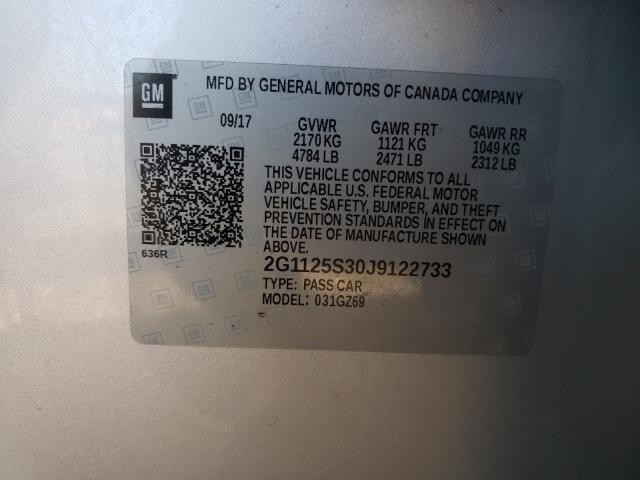 GM
MFD BY GENERAL MOTORS OF CANADA COMPANY
09/17 GVWR GAWR FRT GAWR RR
2170 KG 1121 KG 1049 KG
4784 LB 2471 LB 2312 LB
THIS VEHICLE CONFORMS TO ALL
APPLICABLE U.S. FEDERAL MOTOR
VEHICLE SAFETY, BUMPER, AND THEFT
PREVENTION STANDARDS IN EFFECT ON
THE DATE OF MANUFACTURE SHOWN
ABOVE.
636R
2G1125S30J9122733
TYPE: PASS CAR
MODEL: 031GZ69